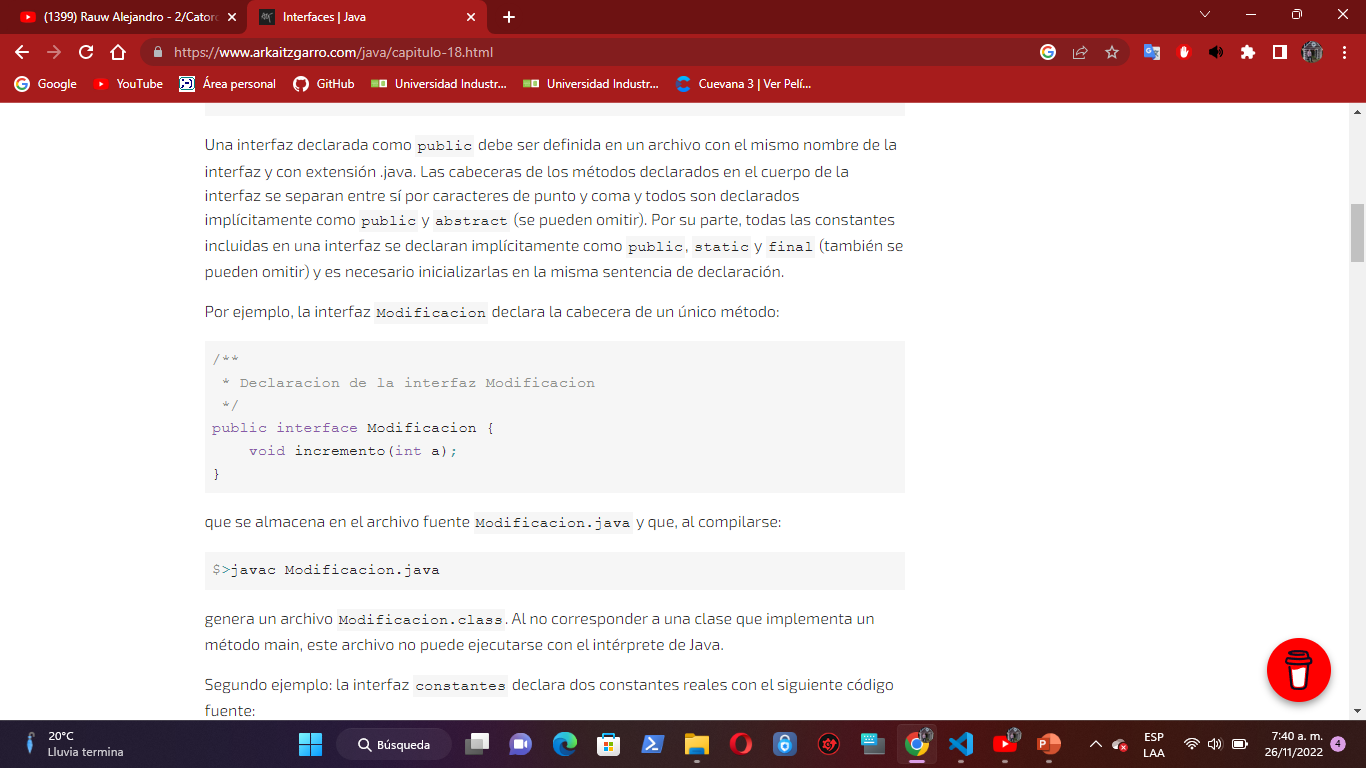 (1399) Rauw Alejandro - 2/Catorc
Interfaces | Java
https://www.arkaitzgarro.com/java/capitulo-18.html
Google
YouTube
Área personal
GitHub
Universidad Industr...
Universidad Industr...
Cuevana 3 | Ver Pelí...
Una interfaz declarada como public debe ser definida en un archivo con el mismo nombre de la
interfaz y con extensión .java. Las cabeceras de los métodos declarados en el cuerpo de la
interfaz se separan entre sí por caracteres de punto y coma y todos son declarados
implícitamente como public y abstract (se pueden omitir). Por su parte, todas las constantes
incluidas en una interfaz se declaran implícitamente como public, static y final (también se
pueden omitir) y es necesario inicializarlas en la misma sentencia de declaración.
Por ejemplo, la interfaz Modificacion declara la cabecera de un único método:
/**
* Declaracion de la interfaz Modificacion
*/
public interface Modificacion {
void incremento(int a);
}
que se almacena en el archivo fuente Modificacion.java y que, al compilarse:
$>javac Modificacion.java
genera un archivo Modificacion.class. Al no corresponder a una clase que implementa un
método main, este archivo no puede ejecutarse con el intérprete de Java.
Segundo ejemplo: la interfaz constantes declara dos constantes reales con el siguiente código
fuente:
20°C
Lluvia termina
Búsqueda
ESP
LAA
7:40 a. m.
26/11/2022
4